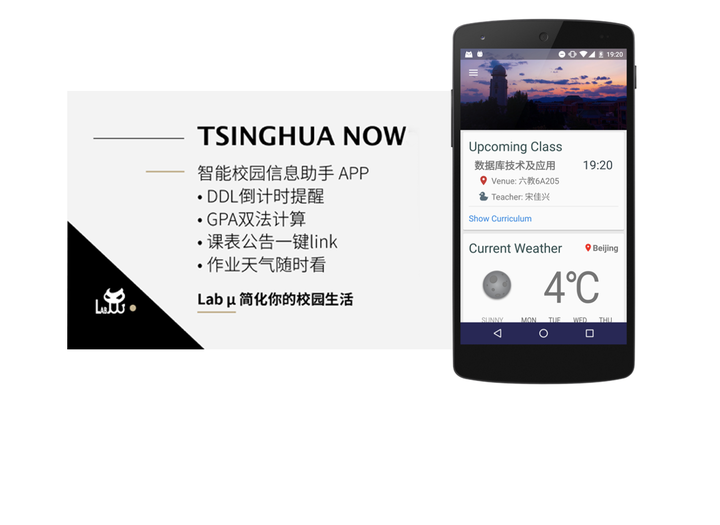 TSINGHUA NOW
智能校园信息助手 APP
• DDL倒计时提醒
• GPA双法计算
• 课表公告一键link
• 作业天气随时看
Lab μ 简化你的校园生活
LAB
19:20
Upcoming Class
数据库技术及应用 19:20
Venue: 六教6A205
Teacher: 宋佳兴
Show Curriculum
Current Weather Beijing
4℃
SUNNY MON TUE WED THU